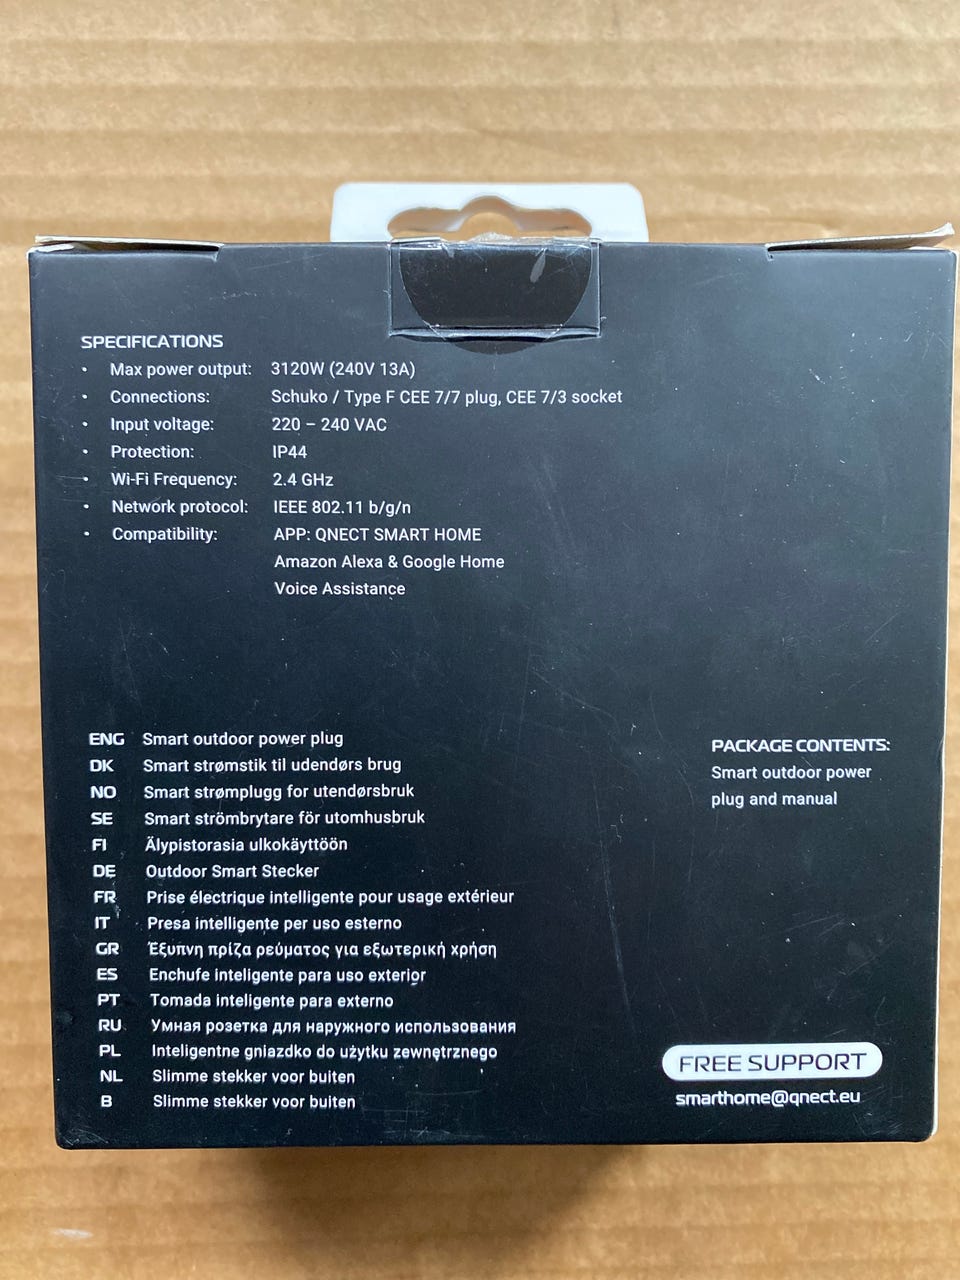 SPECIFICATIONS
• Max power output: 3120W (240V 13A)
• Connections: Schuko / Type F CEE 7/7 plug, CEE 7/3 socket
• Input voltage: 220 – 240 VAC
• Protection: IP44
• Wi-Fi Frequency: 2.4 GHz
• Network protocol: IEEE 802.11 b/g/n
• Compatibility: APP: QNECT SMART HOME
Amazon Alexa & Google Home
Voice Assistance
ENG Smart outdoor power plug
DK Smart strømstik til udendørs brug
NO Smart strømplugg for utendørsbruk
SE Smart strömbrytare för utomhusbruk
FI Älypistorasia ulkokäyttöön
DE Outdoor Smart Stecker
FR Prise électrique intelligente pour usage extérieur
IT Presa intelligente per uso esterno
GR Έξυπνη πρίζα ρεύματος για εξωτερική χρήση
ES Enchufe inteligente para uso exterior
PT Tomada inteligente para externo
RU Умная розетка для наружного использования
PL Inteligentne gniazdko do użytku zewnętrznego
NL Slimme stekker voor buiten
B Slimme stekker voor buiten
PACKAGE CONTENTS:
Smart outdoor power
plug and manual
FREE SUPPORT
smarthome@qnect.eu